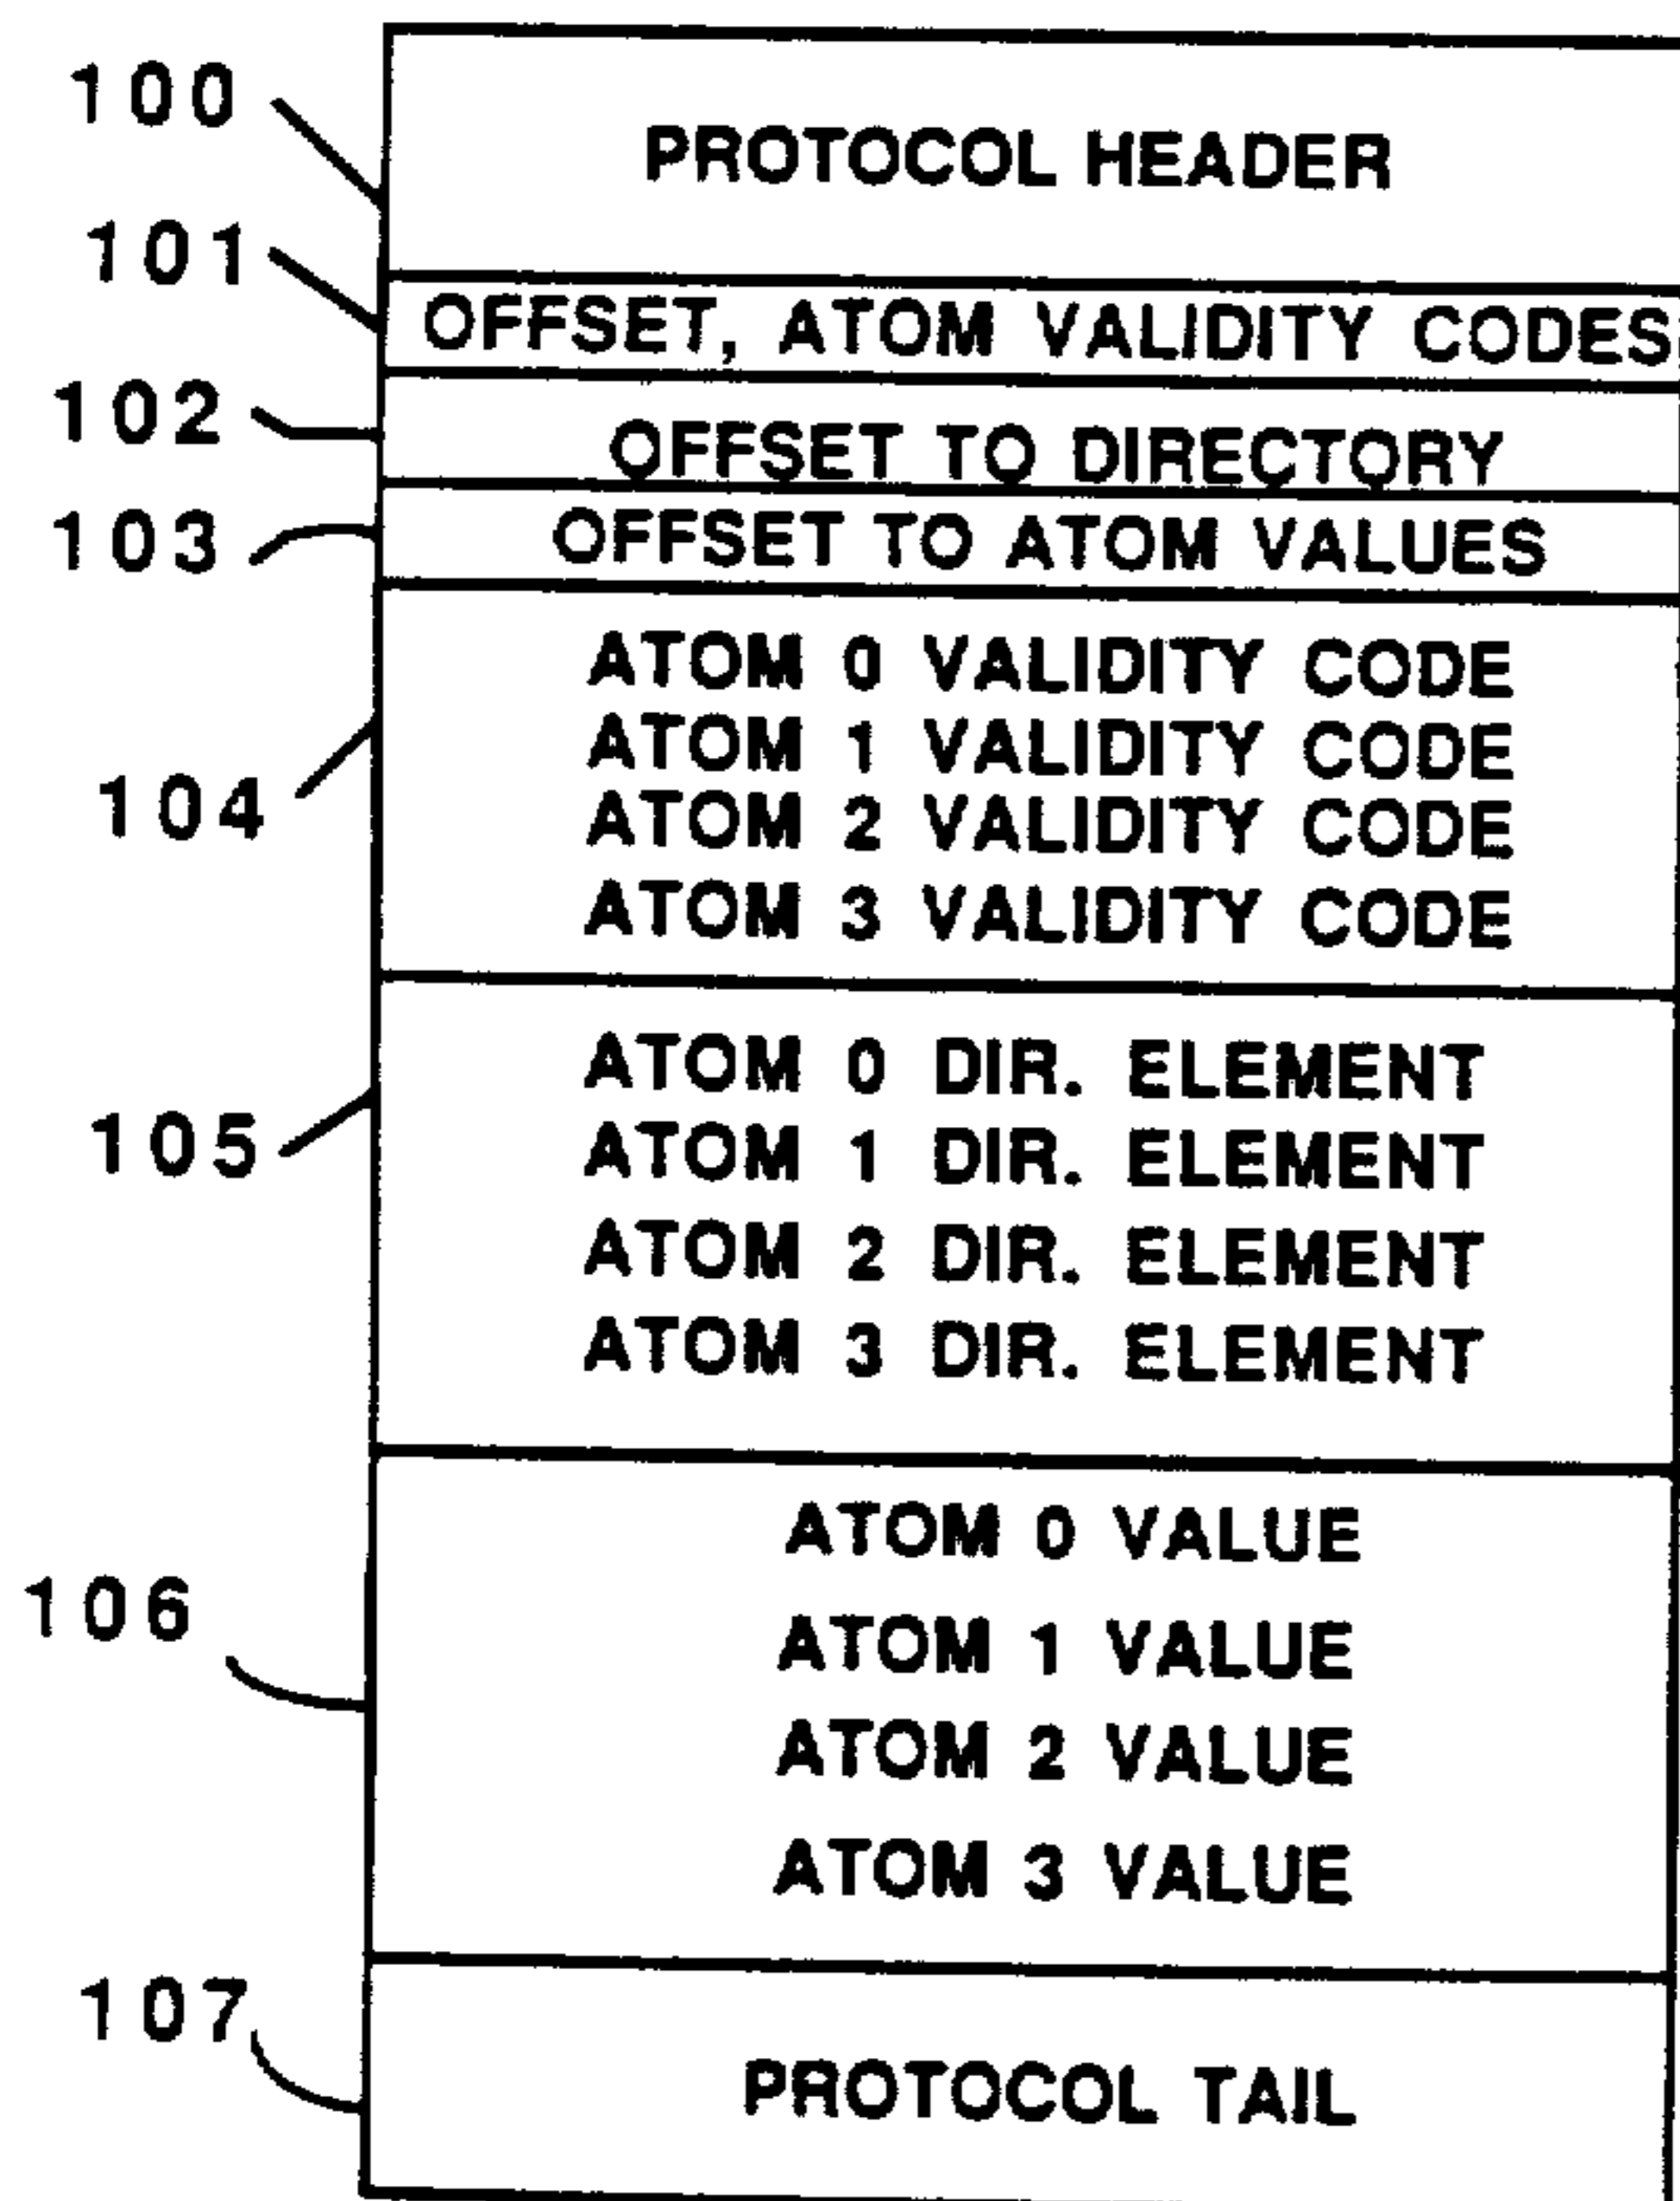 100
PROTOCOL HEADER
101
OFFSET, ATOM VALIDITY CODES
102
OFFSET TO DIRECTORY
103
OFFSET TO ATOM VALUES
ATOM 0 VALIDITY CODE
ATOM 1 VALIDITY CODE
104
ATOM 2 VALIDITY CODE
ATOM 3 VALIDITY CODE
ATOM 0 DIR. ELEMENT
105
ATOM 1 DIR. ELEMENT
ATOM 2 DIR. ELEMENT
ATOM 3 DIR. ELEMENT
ATOM 0 VALUE
106
ATOM 1 VALUE
ATOM 2 VALUE
ATOM 3 VALUE
107
PROTOCOL TAIL